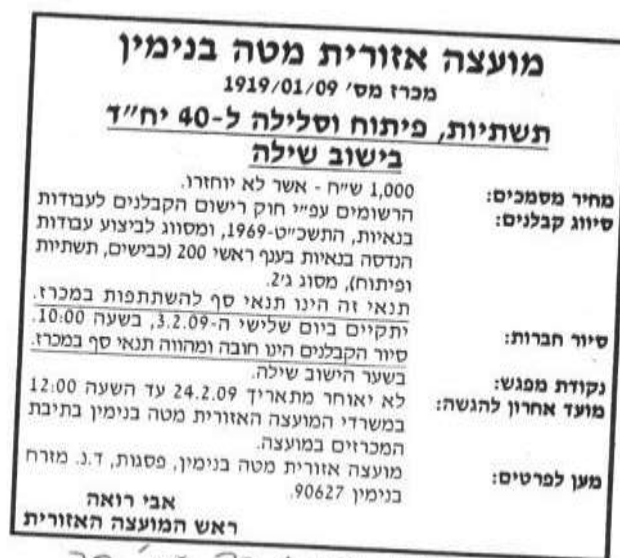 מועצה אזורית מטה בנימין
מכרז מס' 1919/01/09
תשתיות, פיתוח וסלילה ל-40 יח"ד
בישוב שילה
מחיר מסמכים: 1,000 ש"ח - אשר לא יוחזרו.
סיווג קבלנים: הרשומים עפ"י חוק רישום הקבלנים לעבודות
בנאיות, התשכ"ט-1969, ומסווג לביצוע עבודות
הנדסה בנאיות בענף ראשי 200 (כבישים, תשתיות
ופיתוח), מסוג ג'2.
תנאי זה הינו תנאי סף להשתתפות במכרז.
סיור חברות: יתקיים ביום שלישי ה-3.2.09, בשעה 10:00.
סיור הקבלנים הינו חובה ומהווה תנאי סף במכרז.
נקודת מפגש: בשער הישוב שילה.
מועד אחרון להגשה: לא יאוחר מתאריך 24.2.09 עד השעה 12:00
במשרדי המועצה האזורית מטה בנימין בתיבת
המכרזים במועצה.
מען לפרטים: מועצה אזורית מטה בנימין, פסגות, ד.נ. מזרח
בנימין 90627.
אבי רואה
ראש המועצה האזורית